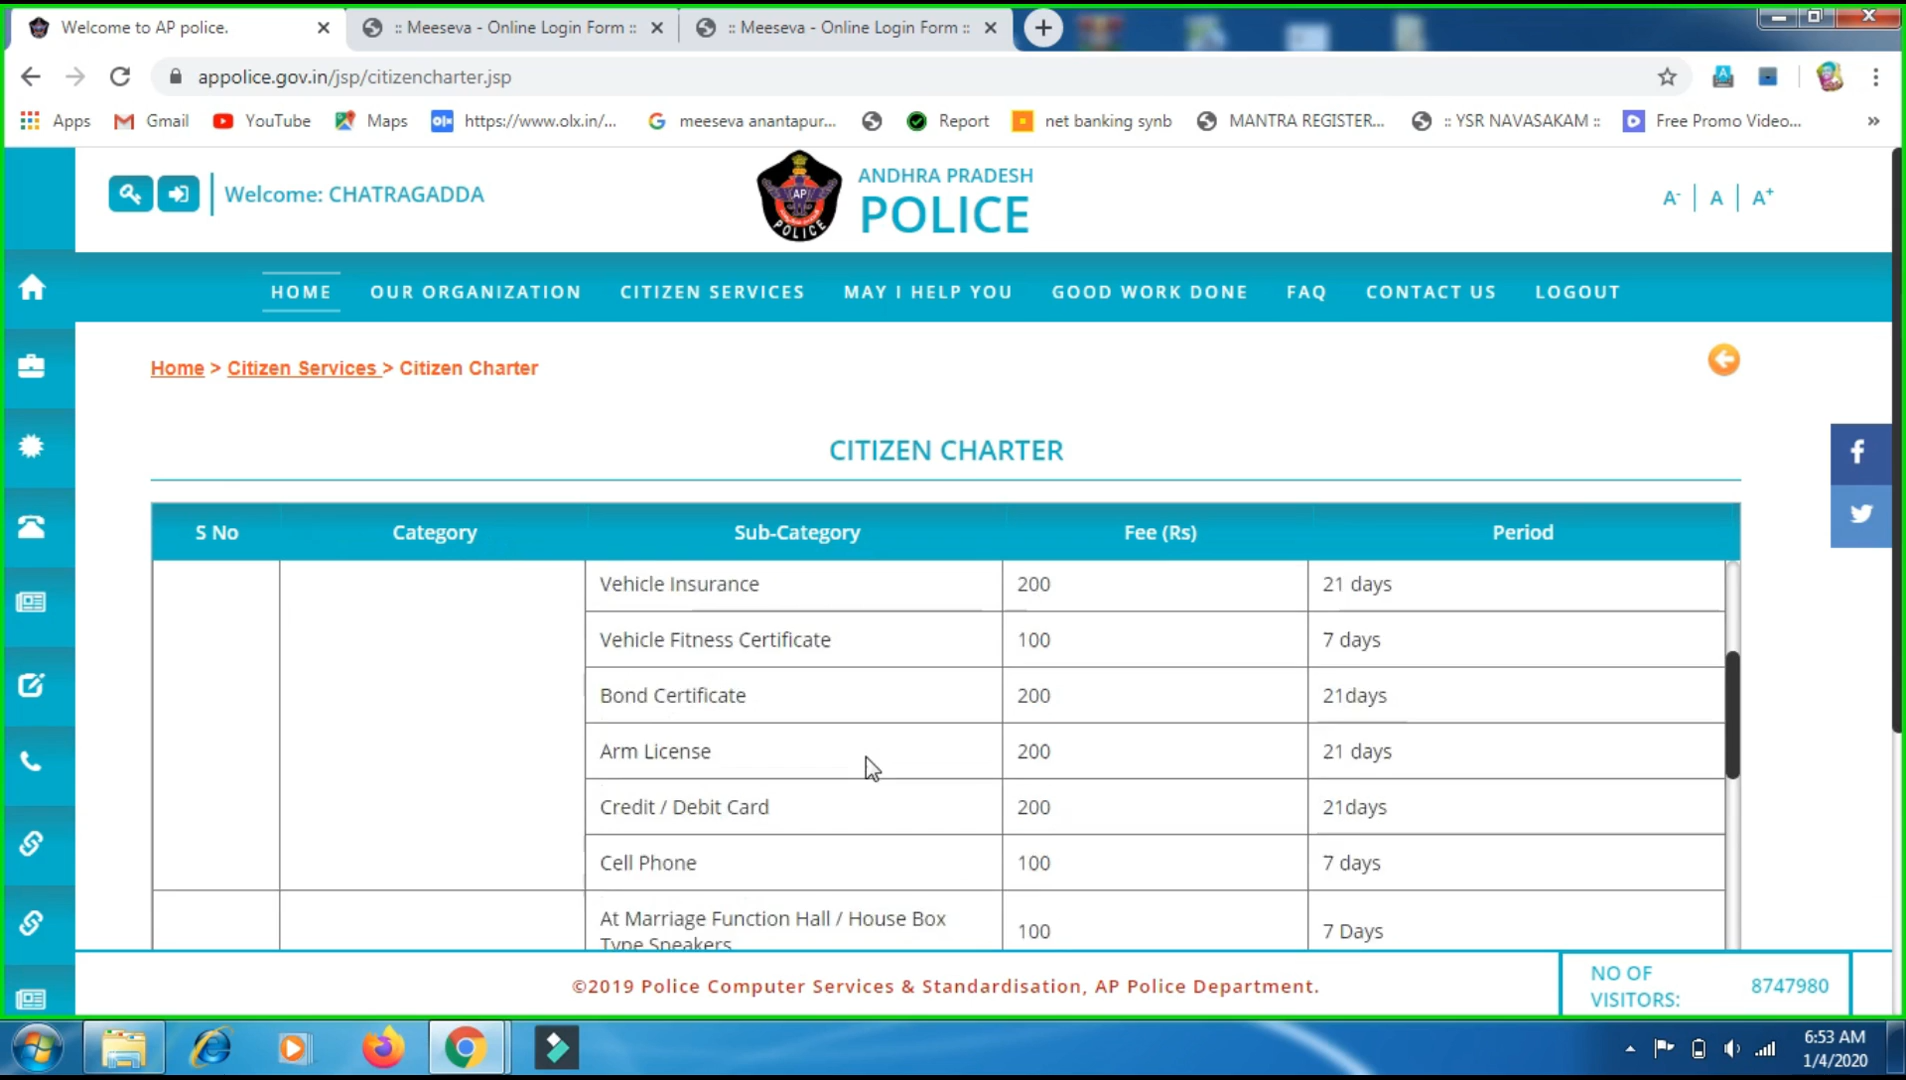 Welcome to AP police.
:: Meeseva - Online Login Form ::
:: Meeseva - Online Login Form ::
appolice.gov.in/jsp/citizencharter.jsp
Apps
Gmail
YouTube
Maps
olx
https://www.olx.in/...
meeseva anantapur...
Report
net banking synb
MANTRA REGISTER...
:: YSR NAVASAKAM ::
Free Promo Video...
»
Welcome: CHATRAGADDA
AP
POLICE
ANDHRA PRADESH
POLICE
A- | A | A+
HOME
OUR ORGANIZATION
CITIZEN SERVICES
MAY I HELP YOU
GOOD WORK DONE
FAQ
CONTACT US
LOGOUT
Home > Citizen Services > Citizen Charter
CITIZEN CHARTER
S No Category Sub-Category Fee (Rs) Period
Vehicle Insurance 200 21 days
Vehicle Fitness Certificate 100 7 days
Bond Certificate 200 21days
Arm License 200 21 days
Credit / Debit Card 200 21days
Cell Phone 100 7 days
At Marriage Function Hall / House Box
Type Speakers 100 7 Days
©2019 Police Computer Services & Standardisation, AP Police Department.
NO OF
VISITORS: 8747980
6:53 AM
1/4/2020